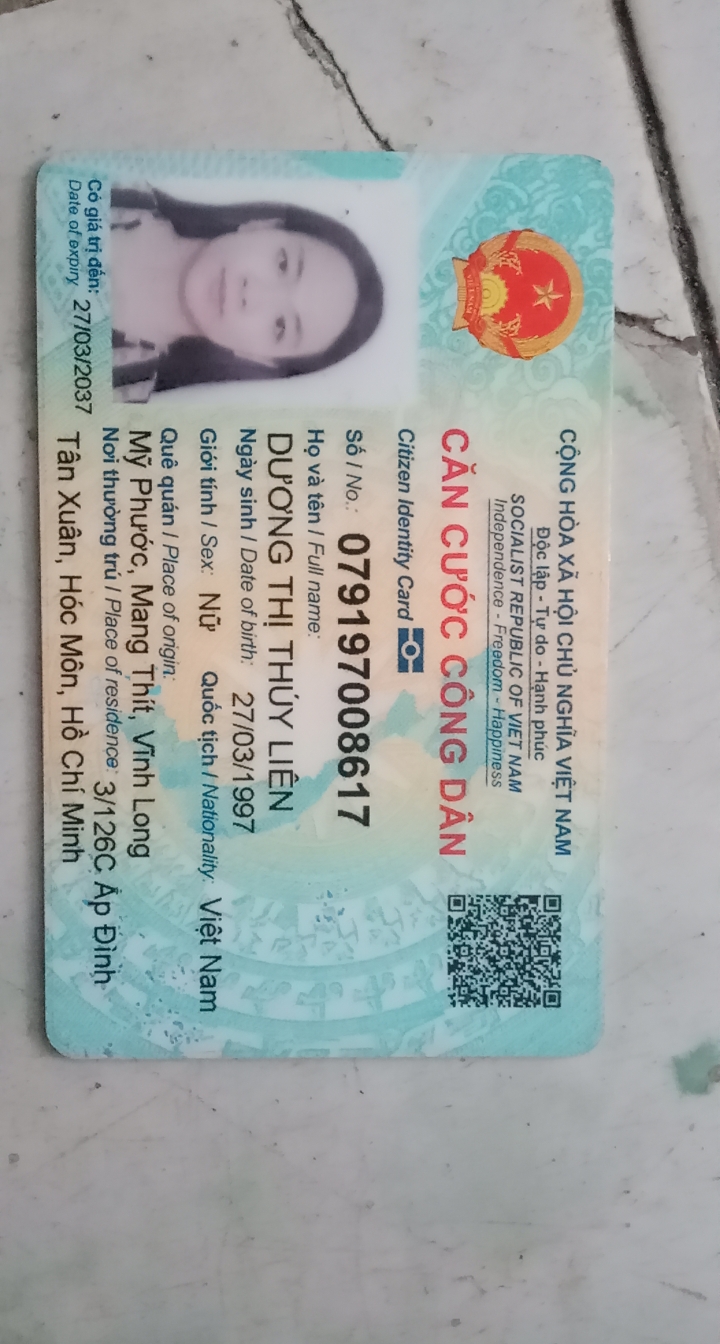 CỘNG HÒA XÃ HỘI CHỦ NGHĨA VIỆT NAM
Độc lập - Tự do - Hạnh phúc
SOCIALIST REPUBLIC OF VIET NAM
Independence - Freedom - Happiness
CĂN CƯỚC CÔNG DÂN
Citizen Identity Card
Số / No.: 079197008617
Họ và tên / Full name:
DƯƠNG THỊ THÚY LIÊN
Ngày sinh / Date of birth: 27/03/1997
Giới tính / Sex: Nữ Quốc tịch / Nationality: Việt Nam
Quê quán / Place of origin:
Mỹ Phước, Mang Thít, Vĩnh Long
Nơi thường trú / Place of residence: 3/126C Ấp Đình
Tân Xuân, Hóc Môn, Hồ Chí Minh
Có giá trị đến: 27/03/2037
Date of expiry